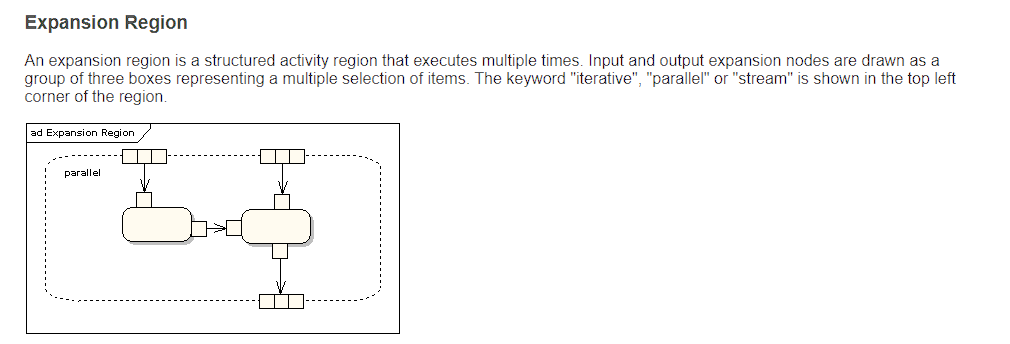 Expansion Region
An expansion region is a structured activity region that executes multiple times. Input and output expansion nodes are drawn as a
group of three boxes representing a multiple selection of items. The keyword "iterative", "parallel" or "stream" is shown in the top left
corner of the region.
ad Expansion Region
parallel